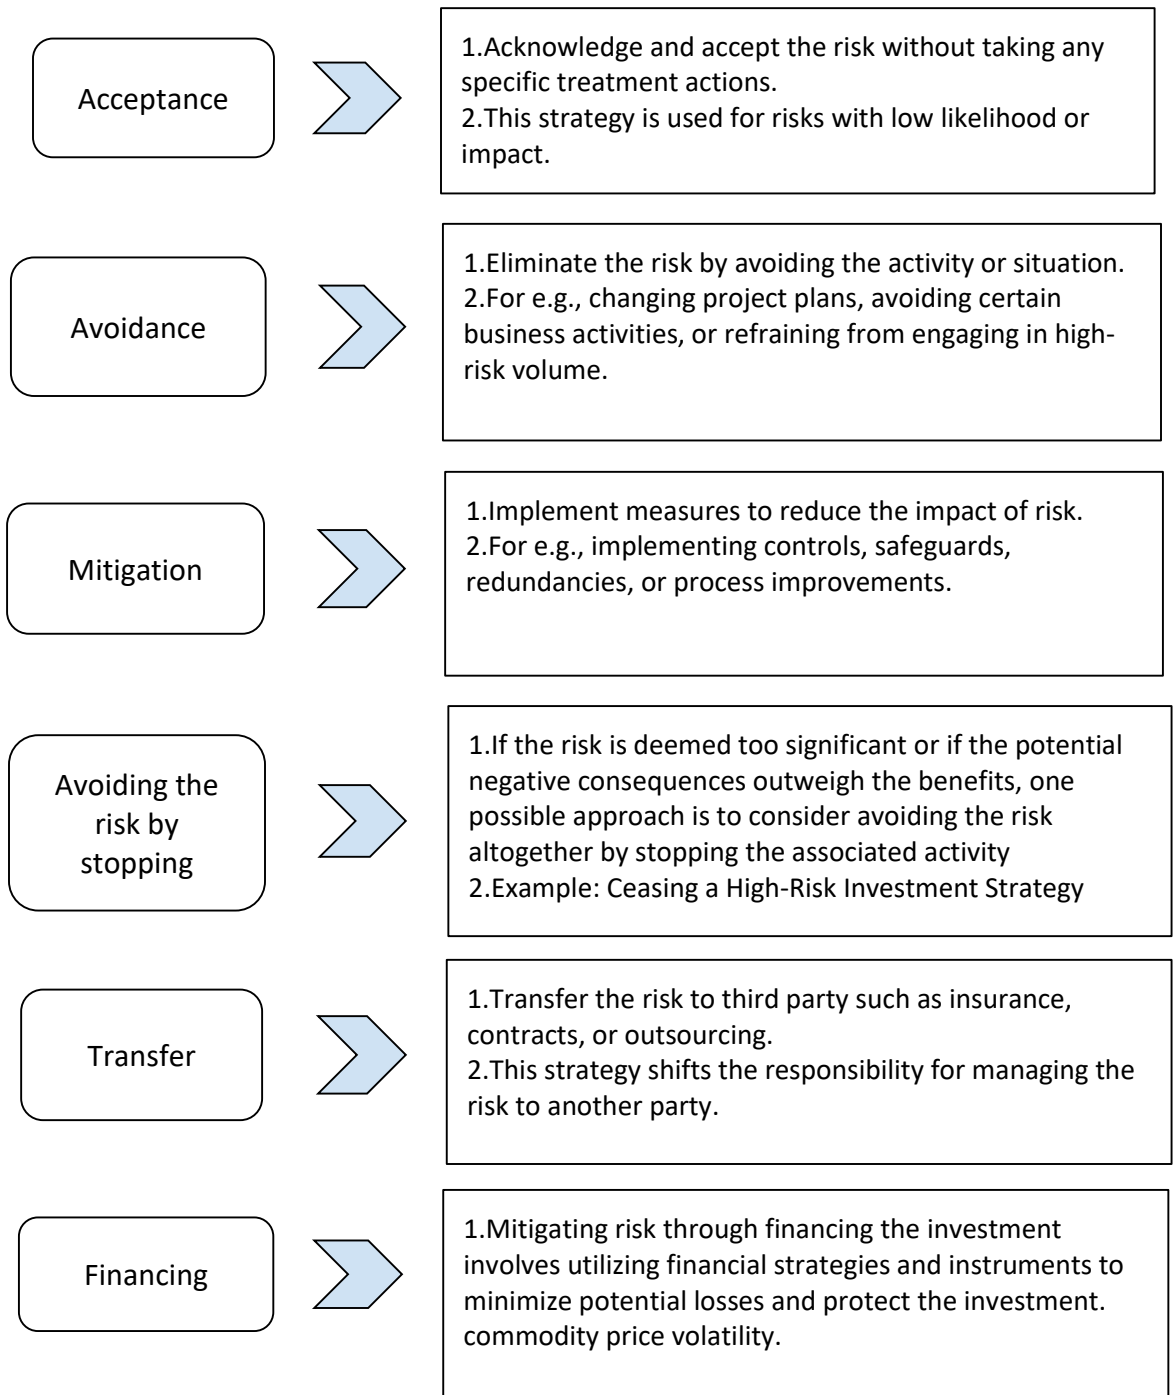 Acceptance
1.Acknowledge and accept the risk without taking any
specific treatment actions.
2.This strategy is used for risks with low likelihood or
impact.
Avoidance
1.Eliminate the risk by avoiding the activity or situation.
2.For e.g., changing project plans, avoiding certain
business activities, or refraining from engaging in high-
risk volume.
Mitigation
1.Implement measures to reduce the impact of risk.
2.For e.g., implementing controls, safeguards,
redundancies, or process improvements.
Avoiding the
risk by
stopping
1.If the risk is deemed too significant or if the potential
negative consequences outweigh the benefits, one
possible approach is to consider avoiding the risk
altogether by stopping the associated activity
2.Example: Ceasing a High-Risk Investment Strategy
Transfer
1.Transfer the risk to third party such as insurance,
contracts, or outsourcing.
2.This strategy shifts the responsibility for managing the
risk to another party.
Financing
1.Mitigating risk through financing the investment
involves utilizing financial strategies and instruments to
minimize potential losses and protect the investment.
commodity price volatility.